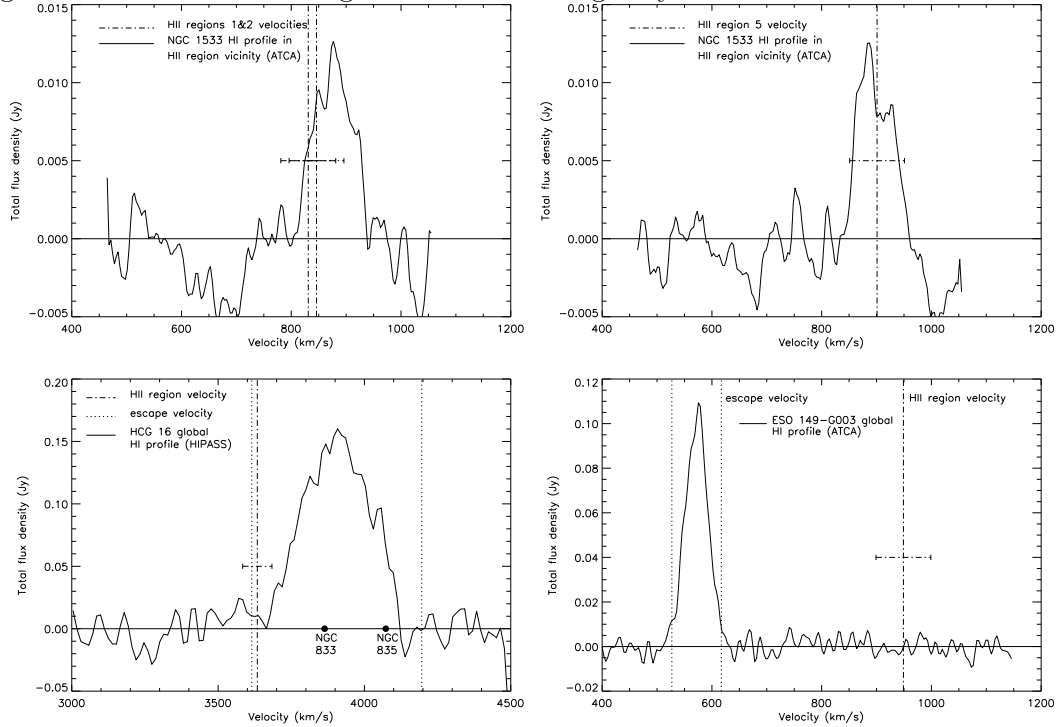 HII regions 1&2 velocities
NGC 1533 HI profile in
HII region vicinity (ATCA)
Total flux density (Jy)
0.015
0.010
0.005
0.000
-0.005
400 600 800 1000 1200
Velocity (km/s)
HII region 5 velocity
NGC 1533 HI profile in
HII region vicinity (ATCA)
Total flux density (Jy)
0.015
0.010
0.005
0.000
-0.005
400 600 800 1000 1200
Velocity (km/s)
HII region velocity
escape velocity
HCG 16 global
HI profile (HIPASS)
Total flux density (Jy)
0.20
0.15
0.10
0.05
0.00
-0.05
NGC 833
NGC 835
3000 3500 4000 4500
Velocity (km/s)
escape velocity
HII region velocity
ESO 149-G003 global
HI profile (ATCA)
Total flux density (Jy)
0.12
0.10
0.08
0.06
0.04
0.02
0.00
-0.02
400 600 800 1000 1200
Velocity (km/s)